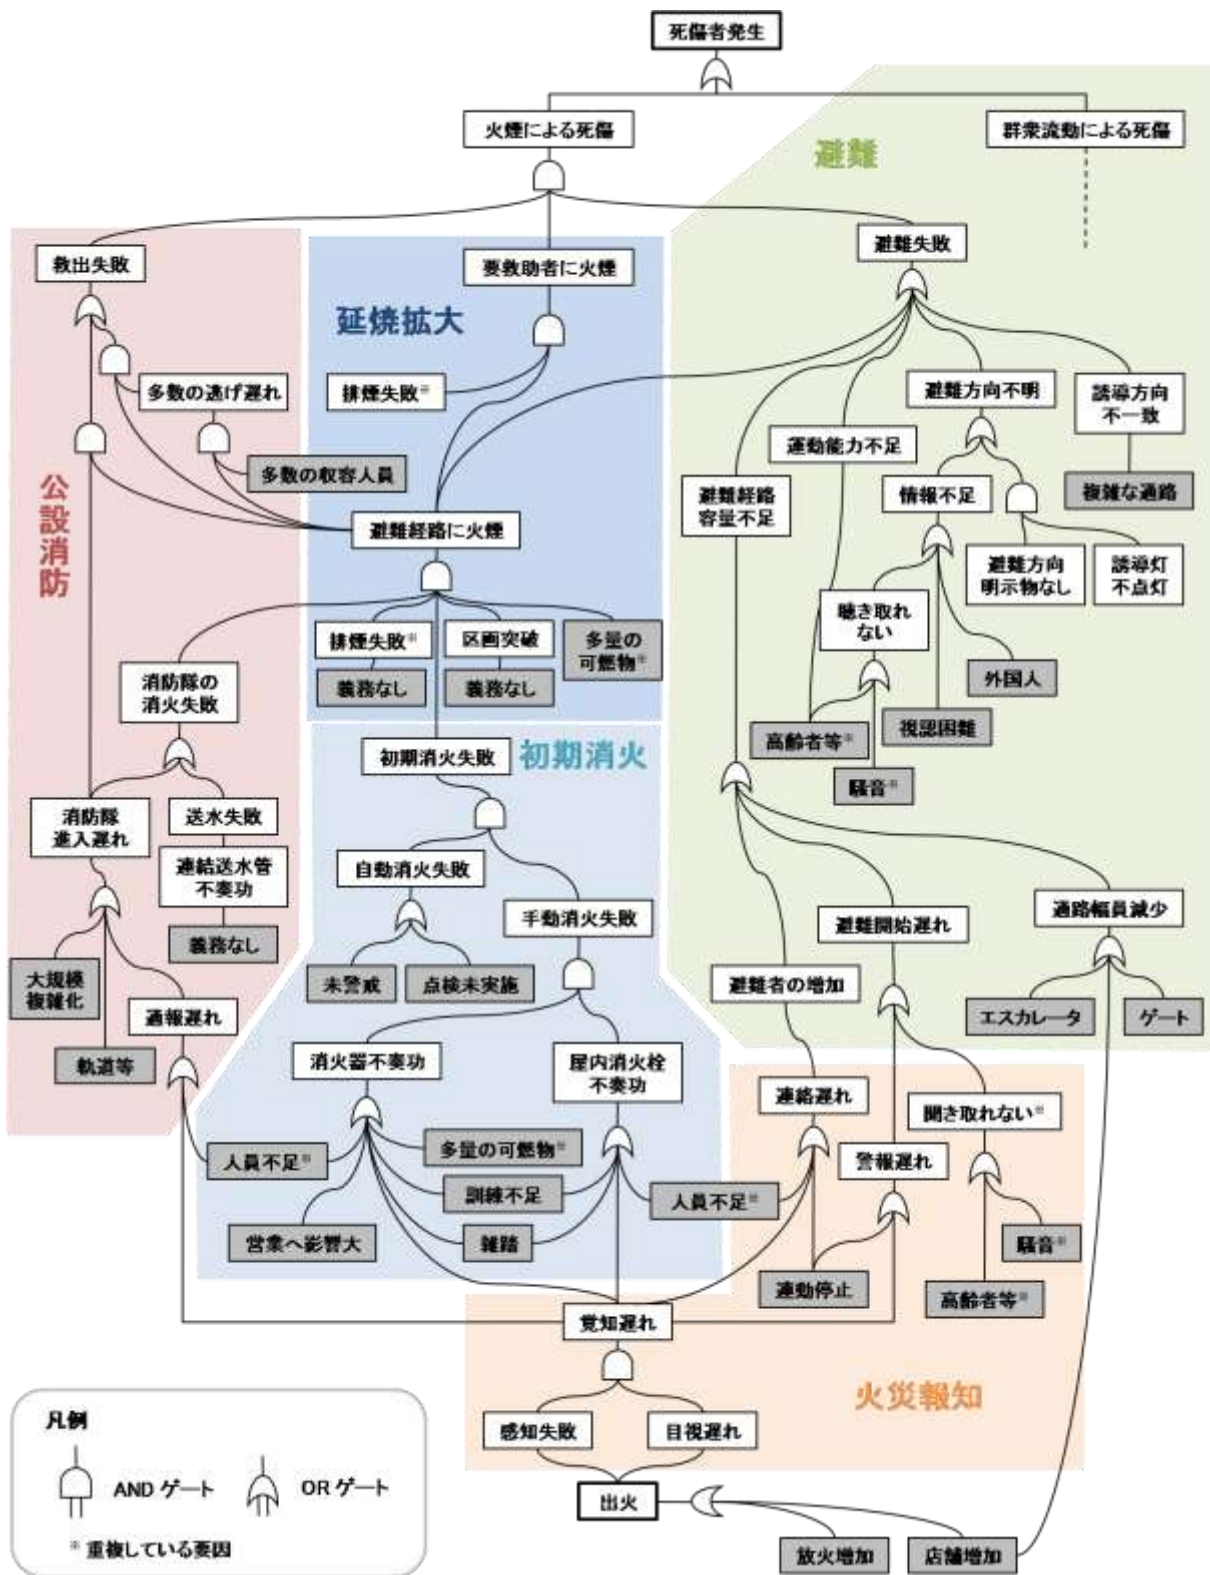 死傷者発生
火煙による死傷
群衆流動による死傷
避難
救出失敗
要救助者に火煙
避難失敗
延焼拡大
多数の逃げ遅れ
排煙失敗※
避難方向不明
誘導方向
不一致
運動能力不足
多数の収容人員
公設消防
避難経路
容量不足
情報不足
複雑な通路
避難経路に火煙
避難方向
明示物なし
誘導灯
不点灯
聴き取れ
ない
排煙失敗※
区画突破
多量の
可燃物※
義務なし
義務なし
外国人
消防隊の
消火失敗
高齢者等※
視認困難
初期消火失敗
初期消火
騒音※
消防隊
進入遅れ
送水失敗
連結送水管
不奏功
自動消火失敗
手動消火失敗
避難開始遅れ
通路幅員減少
義務なし
大規模
複雑化
未警戒
点検未実施
避難者の増加
通報遅れ
エスカレータ
ゲート
軌道等
消火器不奏功
屋内消火栓
不奏功
連絡遅れ
聞き取れない※
人員不足※
多量の可燃物※
警報遅れ
訓練不足
人員不足※
営業へ影響大
雑踏
騒音※
連動停止
高齢者等※
覚知遅れ
火災報知
感知失敗
目視遅れ
出火
放火増加
店舗増加
凡例
ANDゲート
ORゲート
※重複している要因